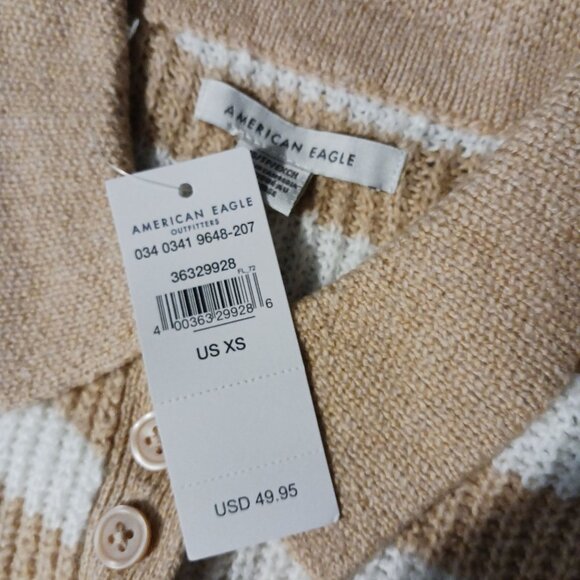 AMERICAN EAGLE
AMERICAN EAGLE
OUTFITTERS
034 0341 9648-207
36329928
FL_72
4 00363 29928 6
US XS
USD 49.95